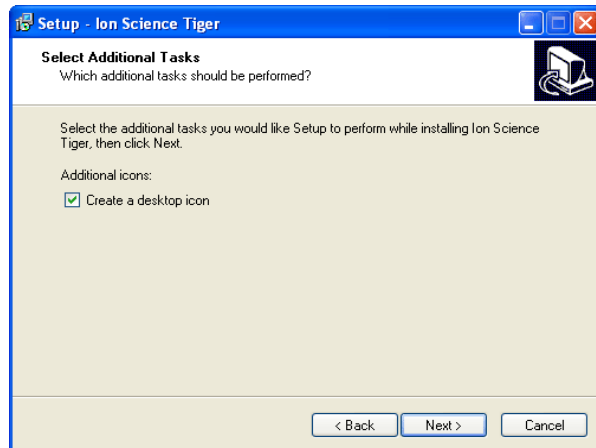 Setup - Ion Science Tiger
Select Additional Tasks
Which additional tasks should be performed?
Select the additional tasks you would like Setup to perform while installing Ion Science
Tiger, then click Next.
Additional icons:
Create a desktop icon
< Back
Next >
Cancel